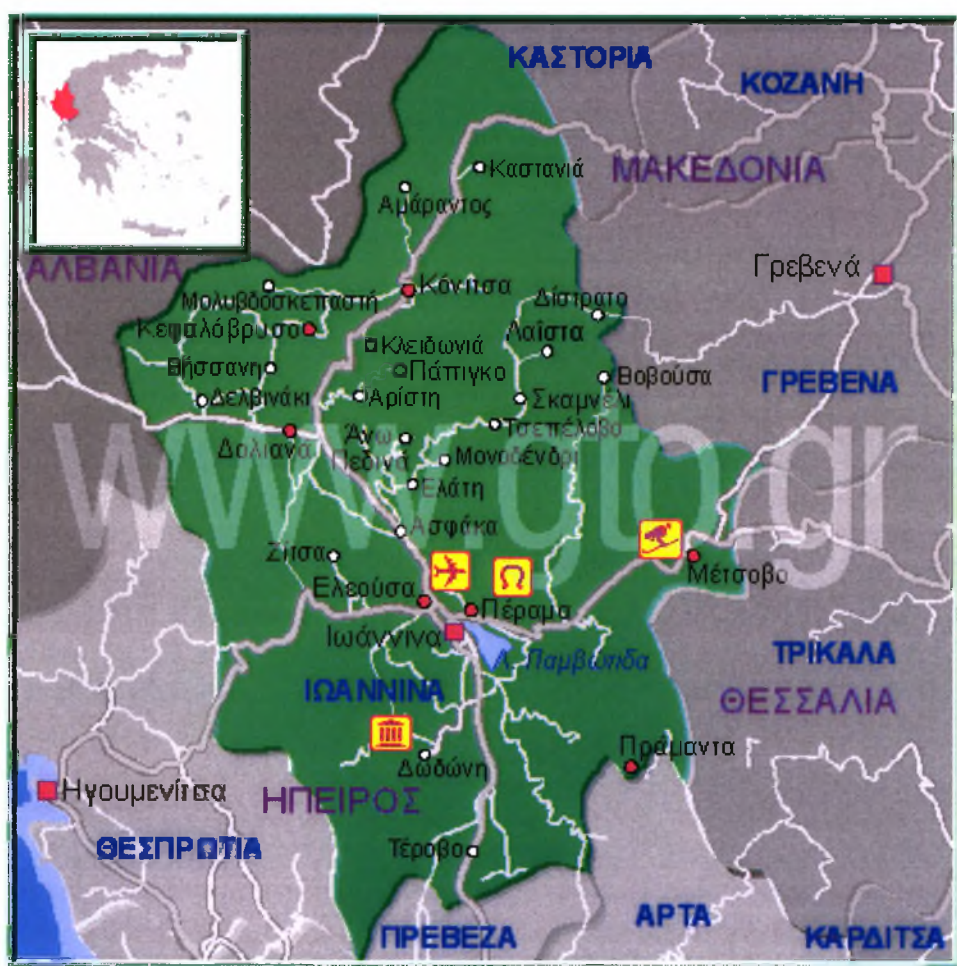 ΚΑΣΤΟΡΙΑ
ΚΟΖΑΝΗ
Καστανιά
ΜΑΚΕΔΟΝΙΑ
Αμάραντος
ΑΛΒΑΝΙΑ
Γρεβενά
Κόνιτσα
Μολυβδοσκεπαστή
Δίστρατο
Κεφαλόβρυσο
Κλειδωνιά
Λαΐστα
Βήσσανη
Πάπιγκο
Βοβούσα
ΓΡΕΒΕΝΑ
Δελβινάκι
Αρίστη
Σκαμνέλι
Τσεπέλοβο
Δολιανά
Άνω
Πεδινά
Μονοδένδρι
Ελάτη
www.gto.gr
Ασφάκα
Ζίτσα
Μέτσοβο
Ελεούσα
Πέραμα
Ιωάννινα
Λ. Παμβώτιδα
ΤΡΙΚΑΛΑ
ΙΩΑΝΝΙΝΑ
ΘΕΣΣΑΛΙΑ
Πράμαντα
Δωδώνη
Ηγουμενίτσα
ΗΠΕΙΡΟΣ
ΘΕΣΠΡΩΤΙΑ
Τέροβο
ΑΡΤΑ
ΠΡΕΒΕΖΑ
ΚΑΡΔΙΤΣΑ